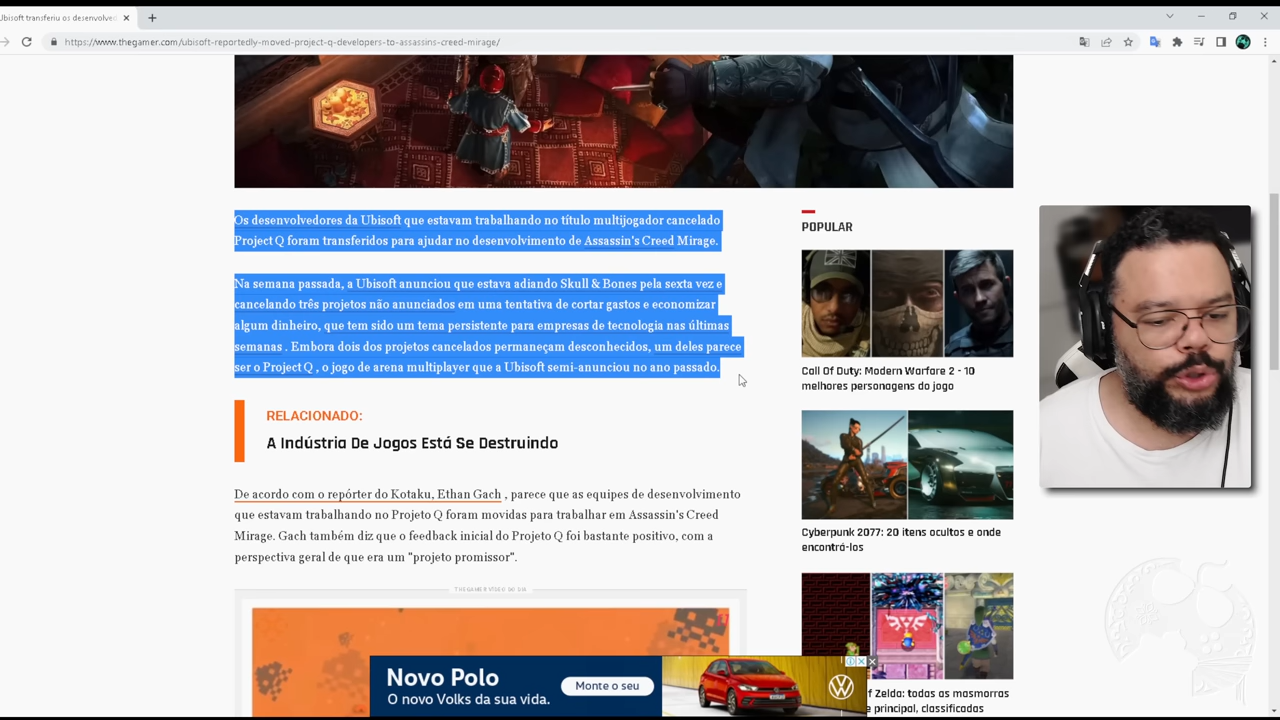 Ubisoft transferiu os desenvolved
https://www.thegamer.com/ubisoft-reportedly-moved-project-q-developers-to-assassins-creed-mirage/
Os desenvolvedores da Ubisoft que estavam trabalhando no título multijogador cancelado
Project Q foram transferidos para ajudar no desenvolvimento de Assassin's Creed Mirage.
Na semana passada, a Ubisoft anunciou que estava adiando Skull & Bones pela sexta vez e
cancelando três projetos não anunciados em uma tentativa de cortar gastos e economizar
algum dinheiro, que tem sido um tema persistente para empresas de tecnologia nas últimas
semanas . Embora dois dos projetos cancelados permaneçam desconhecidos, um deles parece
ser o Project Q , o jogo de arena multiplayer que a Ubisoft semi-anunciou no ano passado.
RELACIONADO:
A Indústria De Jogos Está Se Destruindo
De acordo com o repórter do Kotaku, Ethan Gach , parece que as equipes de desenvolvimento
que estavam trabalhando no Projeto Q foram movidas para trabalhar em Assassin's Creed
Mirage. Gach também diz que o feedback inicial do Projeto Q foi bastante positivo, com a
perspectiva geral de que era um "projeto promissor".
THEGAMER VÍDEO DO DIA
POPULAR
Call Of Duty: Modern Warfare 2 - 10
melhores personagens do jogo
Cyberpunk 2077: 20 itens ocultos e onde
encontrá-los
of Zelda: todas as masmorras
e principal, classificadas
Novo Polo
O novo Volks da sua vida.
Monte o seu